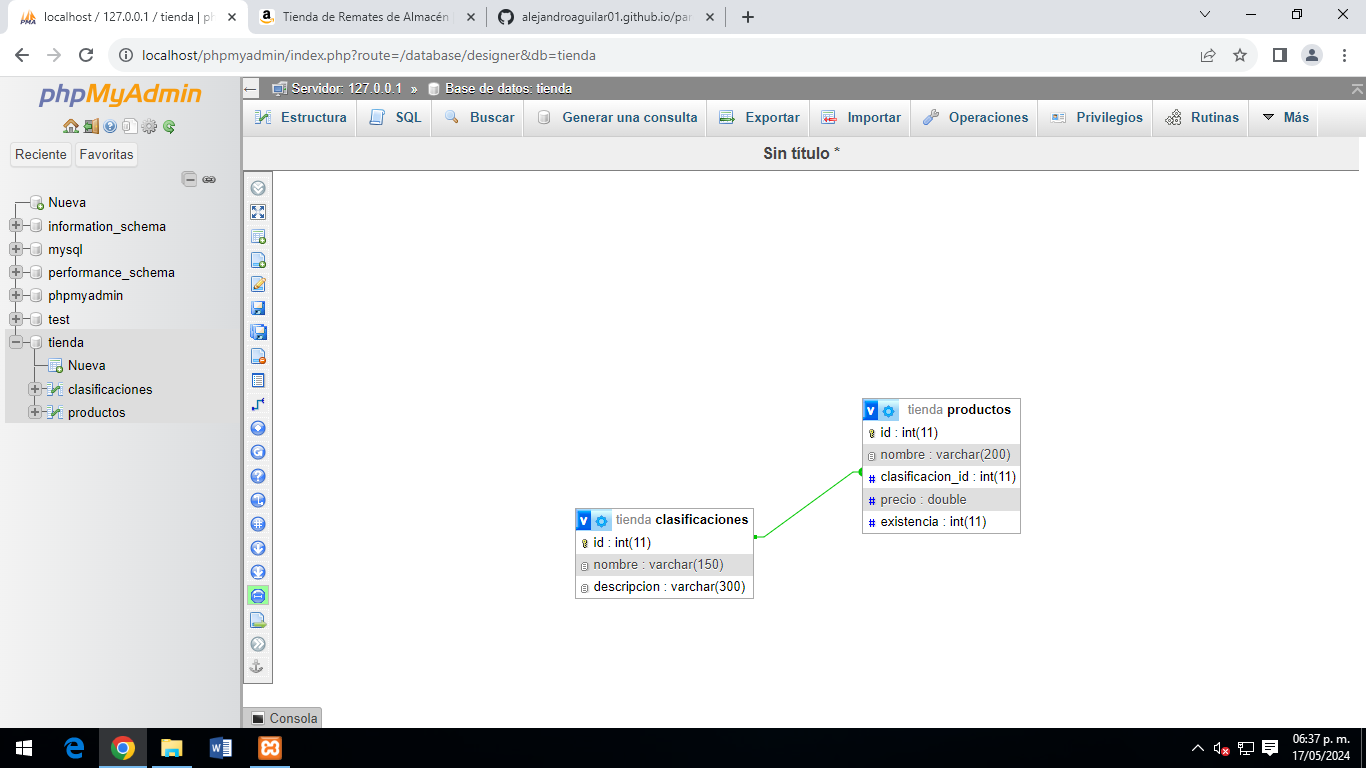 localhost / 127.0.0.1 / tienda | ph
Tienda de Remates de Almacén |
alejandroaguilar01.github.io/par
localhost/phpmyadmin/index.php?route=/database/designer&db=tienda
phpMyAdmin
Reciente Favoritas
Nueva
information_schema
mysql
performance_schema
phpmyadmin
test
tienda
Nueva
clasificaciones
productos
Servidor: 127.0.0.1 » Base de datos: tienda
Estructura SQL Buscar Generar una consulta Exportar Importar Operaciones Privilegios Rutinas Más
Sin título *
tienda productos
id : int(11)
nombre : varchar(200)
clasificacion_id : int(11)
precio : double
existencia : int(11)
tienda clasificaciones
id : int(11)
nombre : varchar(150)
descripcion : varchar(300)
Consola
06:37 p. m.
17/05/2024